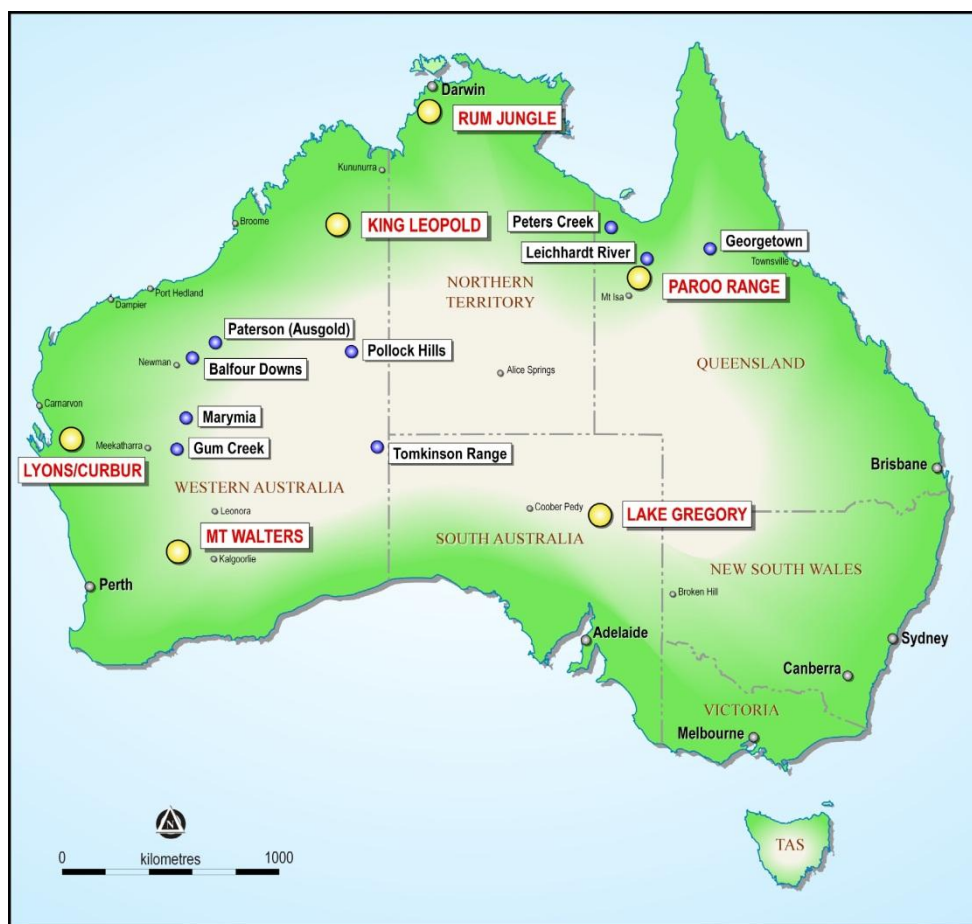 Darwin
RUM JUNGLE
Kununurra
KING LEOPOLD
Broome
Peters Creek
Georgetown
Leichhardt River
Townsville
NORTHERN
TERRITORY
PAROO RANGE
Mt Isa
Port Hedland
Dampier
Paterson (Ausgold)
Pollock Hills
Newman
Balfour Downs
QUEENSLAND
Alice Springs
Carnarvon
Marymia
Meekatharra
Gum Creek
Tomkinson Range
LYONS/CURBUR
Brisbane
WESTERN AUSTRALIA
Leonora
Coober Pedy
LAKE GREGORY
MT WALTERS
SOUTH AUSTRALIA
Kalgoorlie
NEW SOUTH WALES
Perth
Broken Hill
Adelaide
Sydney
Canberra
VICTORIA
Melbourne
N
0 kilometres 1000
TAS